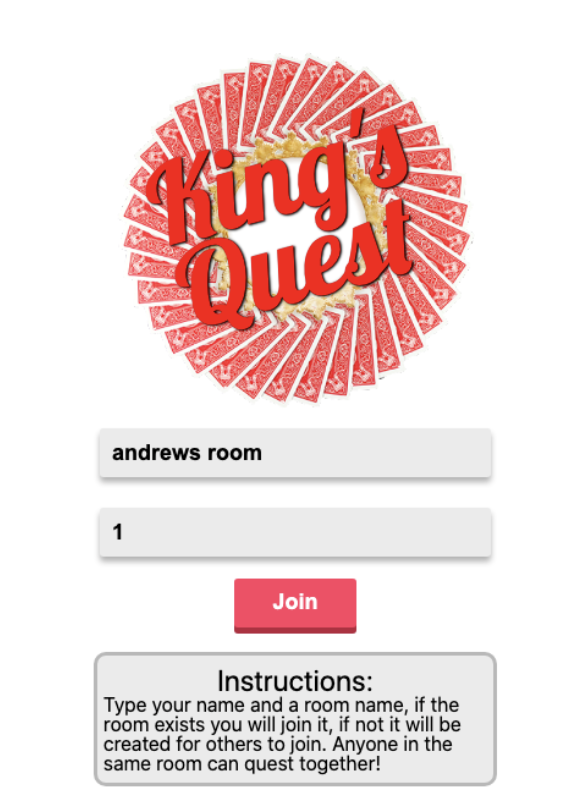 King's
Quest
andrews room
1
Join
Instructions:
Type your name and a room name, if the
room exists you will join it, if not it will be
created for others to join. Anyone in the
same room can quest together!